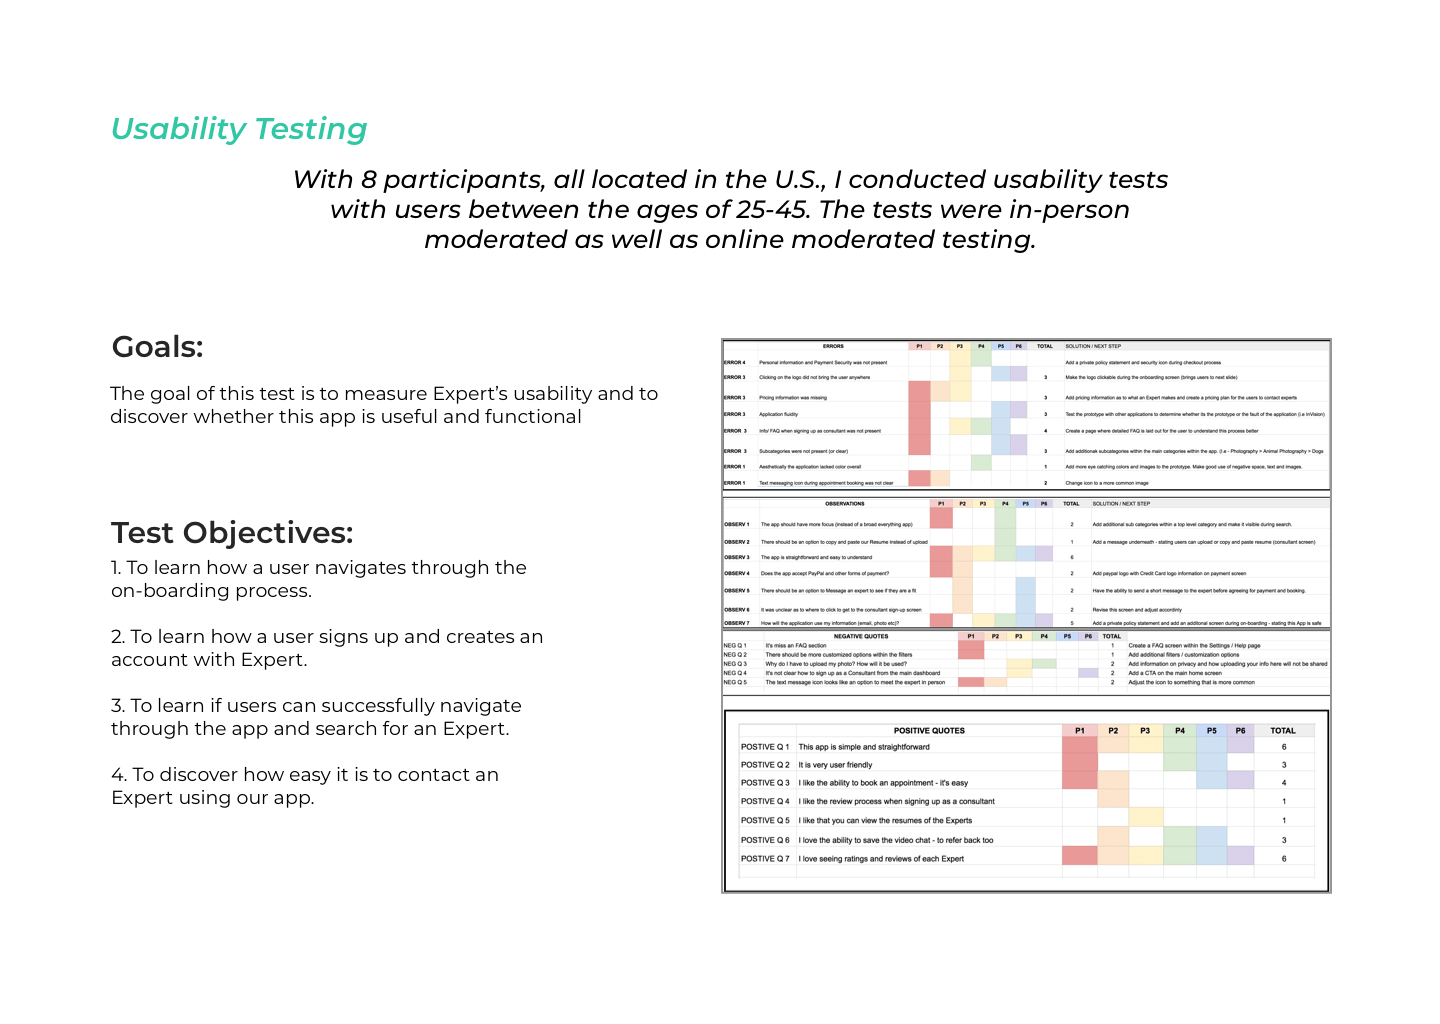 Usability Testing
With 8 participants, all located in the U.S., I conducted usability tests
with users between the ages of 25-45. The tests were in-person
moderated as well as online moderated testing.
Goals:
The goal of this test is to measure Expert's usability and to
discover whether this app is useful and functional
Test Objectives:
1. To learn how a user navigates through the
on-boarding process.
2. To learn how a user signs up and creates an
account with Expert.
3. To learn if users can successfully navigate
through the app and search for an Expert.
4. To discover how easy it is to contact an
Expert using our app.
ERRORS P1 P2 P3 P4 P5 P6 TOTAL SOLUTION / NEXT STEP
ERROR 4 Personal information and Payment Security was not present Add a private policy statement and security icon during checkout process
ERROR 3 Clicking on the logo did not bring the user anywhere 3 Make the logo clickable during the onboarding screen (brings users to next slide)
ERROR 3 Pricing information was missing 3 Add pricing information as to what an Expert makes and create a pricing plan for the users to contact experts
ERROR 3 Application fluidity 3 Test the prototype with other applications to determine whether its the prototype or the fault of the application (i.e InVision)
ERROR 3 Info/ FAQ when signing up as consultant was not present 4 Create a page where detailed FAQ is laid out for the user to understand this process better
ERROR 3 Subcategories were not present (or clear) 3 Add additionak subcategories within the main categories within the app. (I.e - Photography > Animal Photography > Dogs
ERROR 1 Aesthetically the application lacked color overall 1 Add more eye catching colors and images to the prototype. Make good use of negative space, text and images.
ERROR 1 Text messaging icon during appointment booking was not clear 2 Change icon to a more common image
OBSERVATIONS P1 P2 P3 P4 P5 P6 TOTAL SOLUTION / NEXT STEP
OBSERV 1 The app should have more focus (instead of a broad everything app) 2 Add additional sub categories within a top level category and make it visible during search.
OBSERV 2 There should be an option to copy and paste our Resume instead of upload 1 Add a message underneath - stating users can upload or copy and paste resume (consultant screen)
OBSERV 3 The app is straightforward and easy to understand 6
OBSERV 4 Does the app accept PayPal and other forms of payment? 2 Add paypal logo with Credit Card logo information on payment screen
OBSERV 5 There should be an option to Message an expert to see if they are a fit 2 Have the ability to send a short message to the expert before agreeing for payment and booking.
OBSERV 6 It was unclear as to where to click to get to the consultant sign-up screen 2 Revise this screen and adjust accordinly
OBSERV 7 How will the application use my information (email, photo etc)? 5 Add a private policy statement and add an additional screen during on-boarding - stating this App is safe
NEGATIVE QUOTES P1 P2 P3 P4 P5 P6 TOTAL
NEG Q 1 It's miss an FAQ section 1 Create a FAQ screen within the Settings / Help page
NEG Q 2 There should be more customized options within the filters 1 Add additional filters / customization options
NEG Q 3 Why do I have to upload my photo? How will it be used? 2 Add information on privacy and how uploading your info here will not be shared
NEG Q 4 It's not clear how to sign up as a Consultant from the main dashboard 2 Add a CTA on the main home screen
NEG Q 5 The text message icon looks like an option to meet the expert in person 2 Adjust the icon to something that is more common
POSITIVE QUOTES P1 P2 P3 P4 P5 P6 TOTAL
POSTIVE Q 1 This app is simple and straightforward 6
POSTIVE Q 2 It is very user friendly 3
POSTIVE Q 3 I like the ability to book an appointment - it's easy 4
POSTIVE Q 4 I like the review process when signing up as a consultant 1
POSTIVE Q 5 I like that you can view the resumes of the Experts 1
POSTIVE Q 6 I love the ability to save the video chat - to refer back too 3
POSTIVE Q 7 I love seeing ratings and reviews of each Expert 6